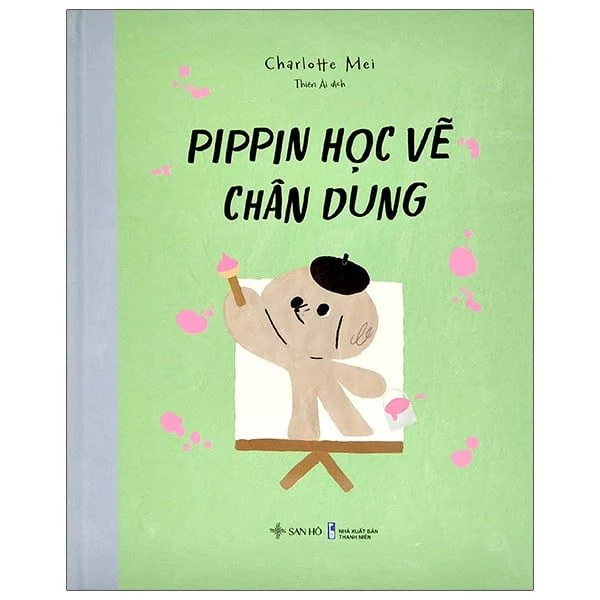 Charlotte Mei
Thiên Ái dịch
PIPPIN HỌC VẼ
CHÂN DUNG
SAN HÔ
NHÀ XUẤT BẢN
THANH NIÊN